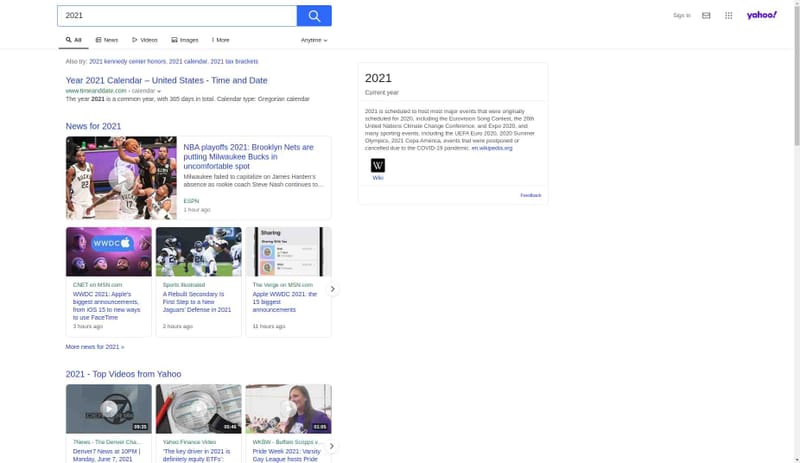 2021
Sign In
yahoo!
All
News
Videos
Images
More
Anytime
Also try: 2021 kennedy center honors, 2021 calendar, 2021 tax brackets
Year 2021 Calendar – United States - Time and Date
www.timeanddate.com › calendar
The year 2021 is a common year, with 365 days in total. Calendar type: Gregorian calendar
News for 2021
NBA playoffs 2021: Brooklyn Nets are
putting Milwaukee Bucks in
uncomfortable spot
Milwaukee failed to capitalize on James Harden's
absence as rookie coach Steve Nash continues to...
ESPN
1 hour ago
WWDC
Sharing
CNET on MSN.com
WWDC 2021: Apple's
biggest announcements,
from iOS 15 to new ways
to use FaceTime
3 hours ago
Sports Illustrated
A Rebuilt Secondary Is
First Step to a New
Jaguars' Defense in 2021
2 hours ago
The Verge on MSN.com
Apple WWDC 2021: the
15 biggest
announcements
11 hours ago
More news for 2021 »
2021 - Top Videos from Yahoo
09:35
05:46
01:05
7News - The Denver Cha...
Denver7 News at 10PM |
Monday, June 7, 2021
Yahoo Finance Video
'The key driver in 2021 is
definitely equity ETFs':
WKBW - Buffalo Scripps v...
Pride Week 2021: Varsity
Gay League hosts Pride
2021
Current year
2021 is scheduled to host most major events that were originally
scheduled for 2020, including the Eurovision Song Contest, the 26th
United Nations Climate Change Conference, and Expo 2020, and
many sporting events, including the UEFA Euro 2020, 2020 Summer
Olympics, 2021 Copa América, events that were postponed or
cancelled due to the COVID-19 pandemic. en.wikipedia.org
W
Wiki
Feedback